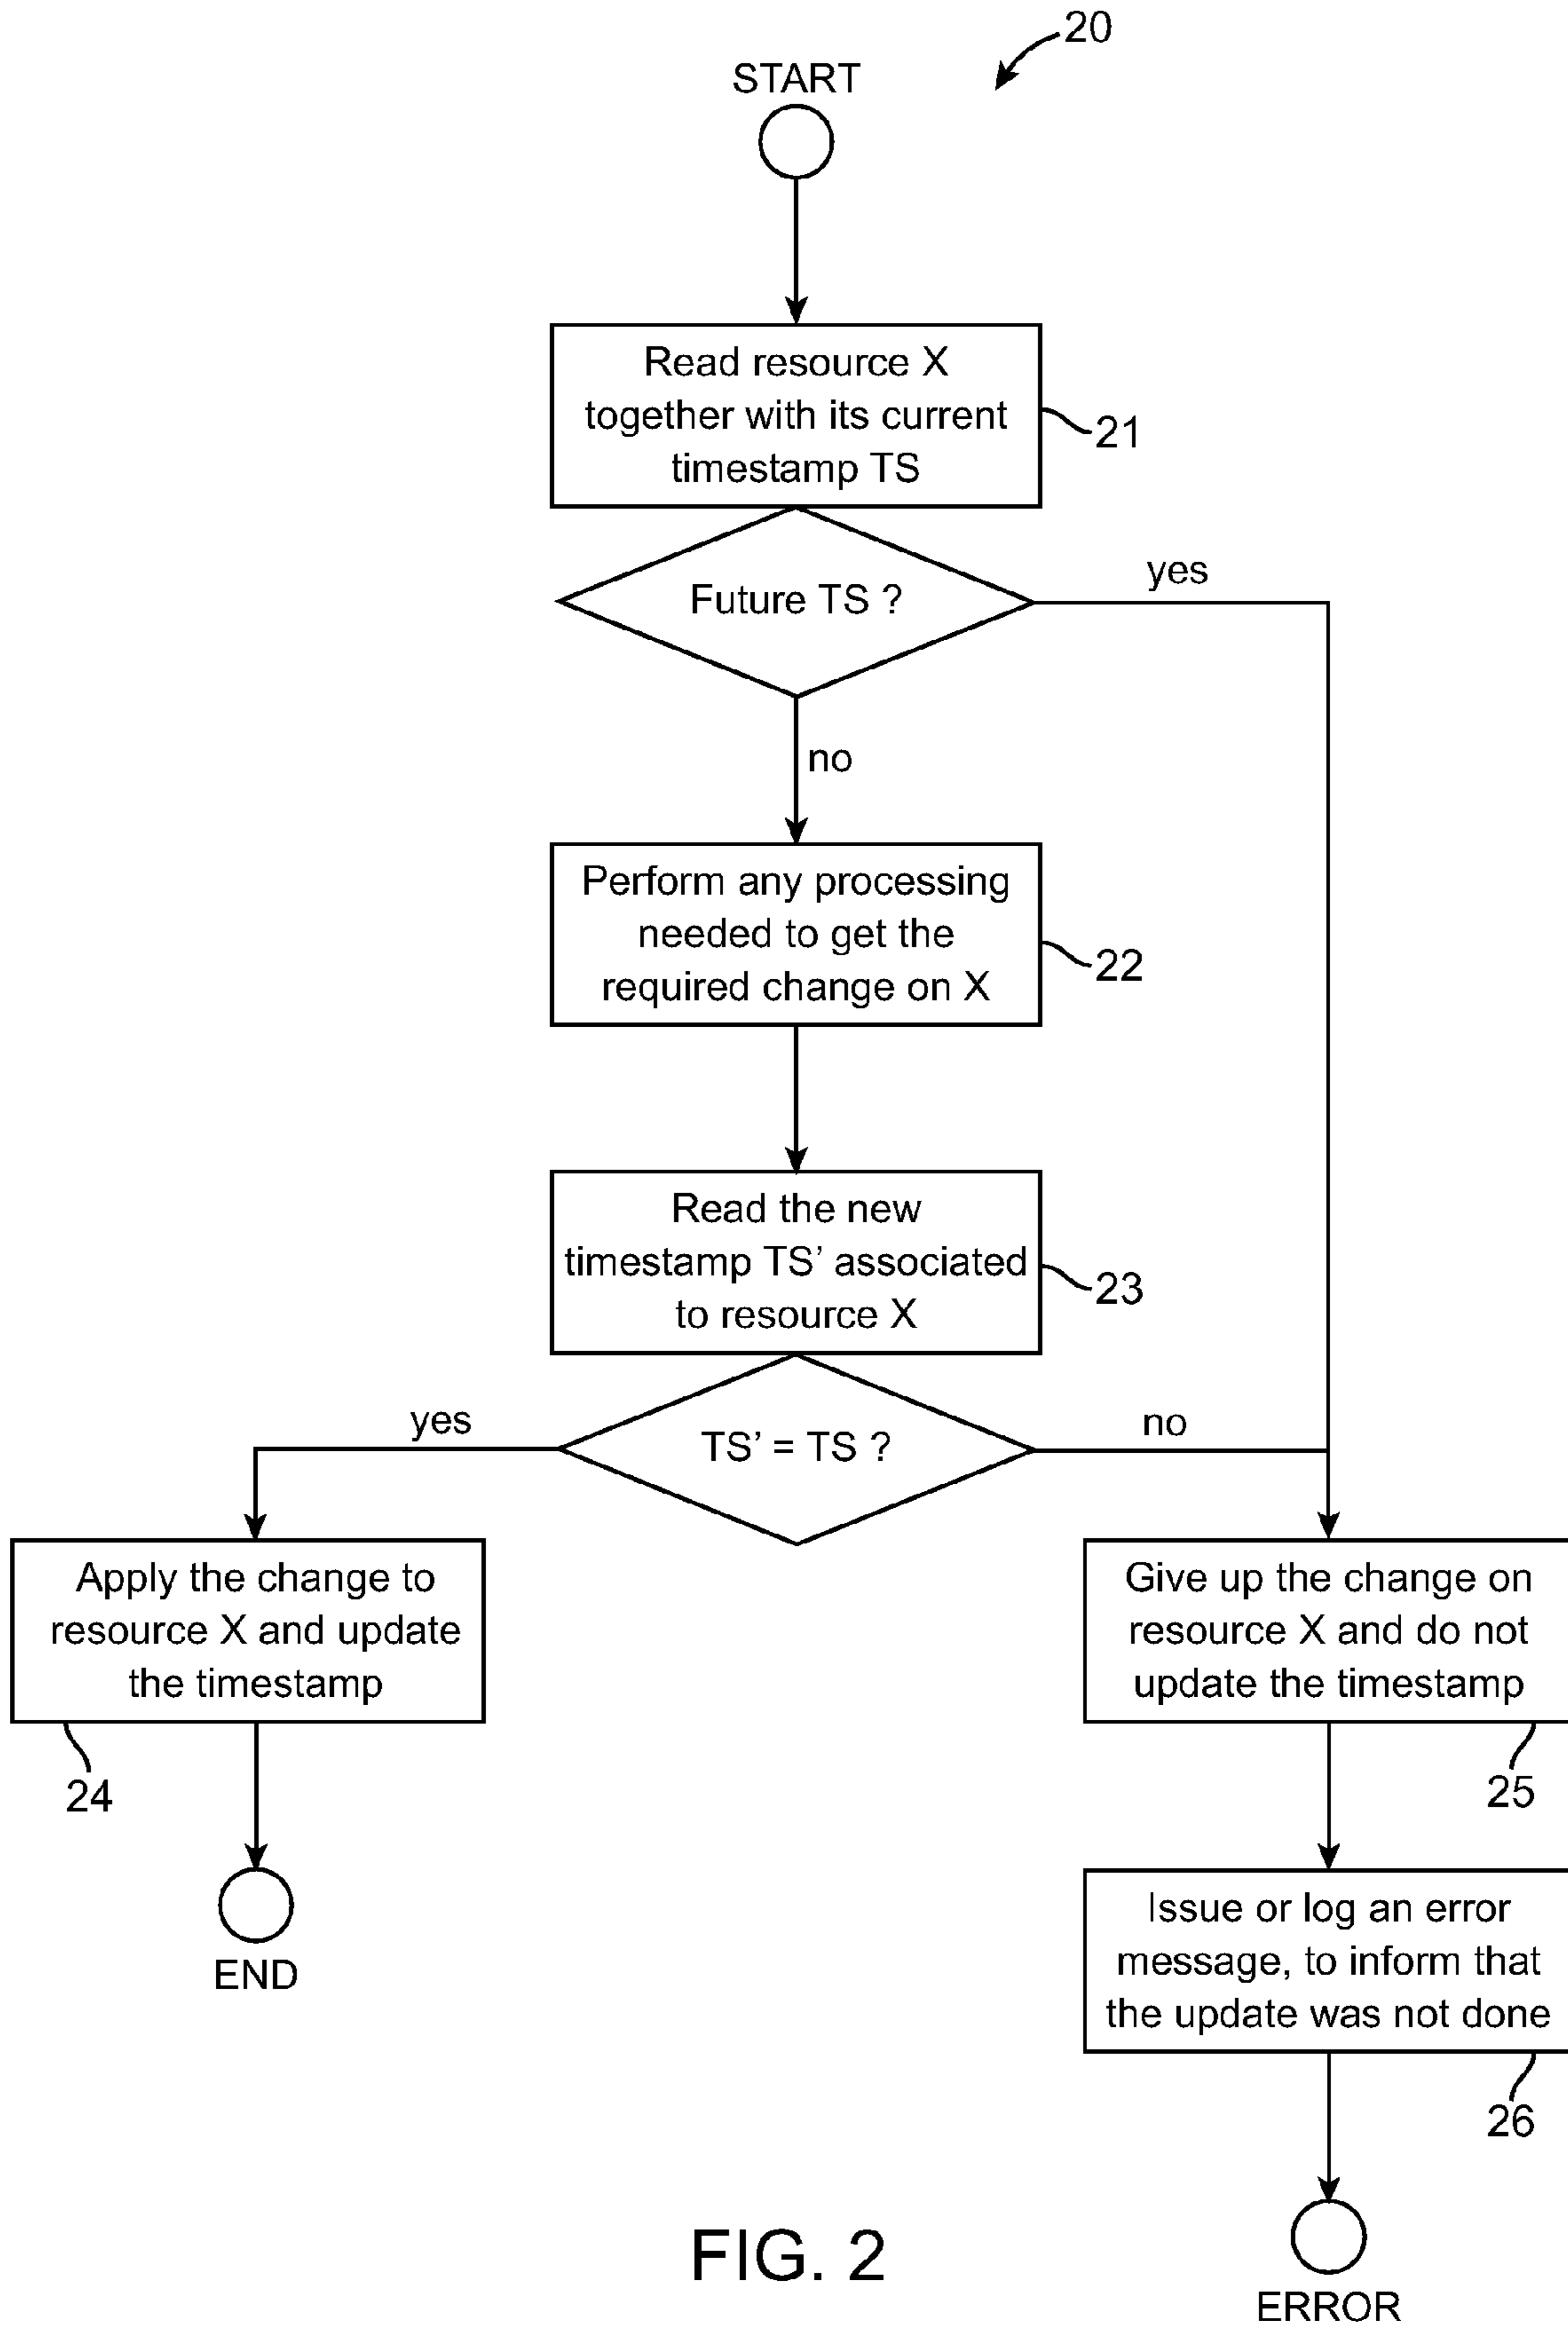 20
START
Read resource X
together with its current
timestamp TS
21
Future TS ?
yes
no
Perform any processing
needed to get the
required change on X
22
Read the new
timestamp TS’ associated
to resource X
23
yes
TS’ = TS ?
no
Apply the change to
resource X and update
the timestamp
24
END
Give up the change on
resource X and do not
update the timestamp
25
Issue or log an error
message, to inform that
the update was not done
26
ERROR
FIG. 2